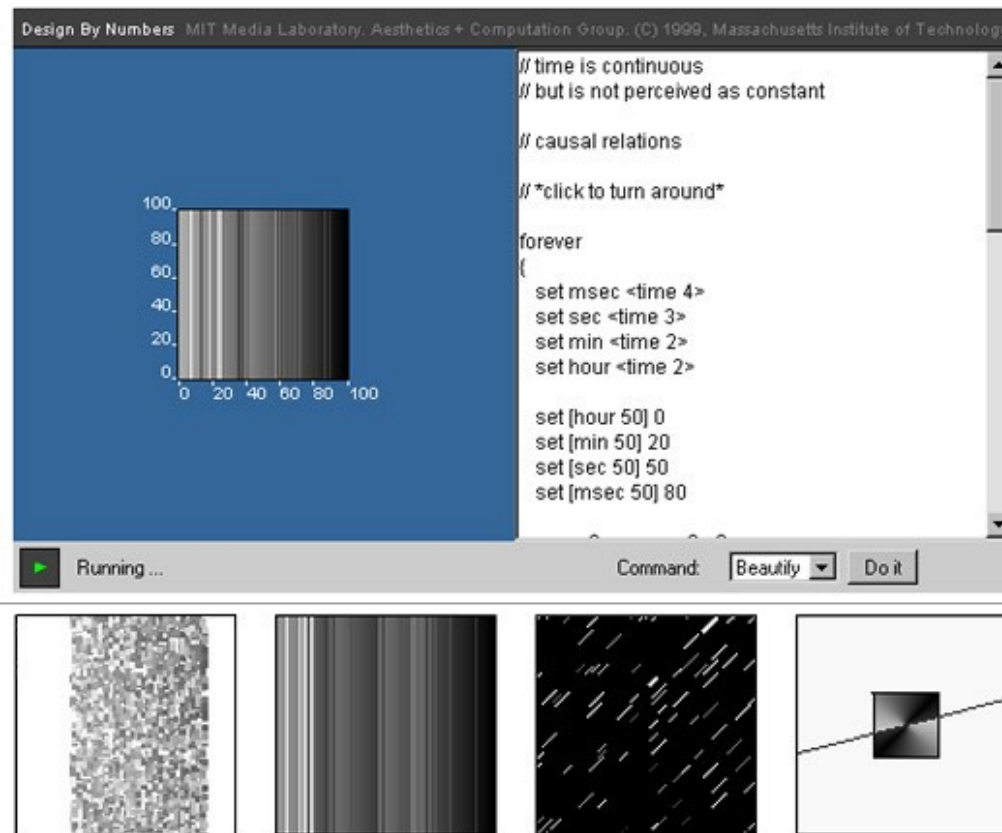 Design By Numbers MIT Media Laboratory. Aesthetics + Computation Group. (C) 1999, Massachusetts Institute of Technology
// time is continuous
// but is not perceived as constant
// causal relations
// *click to turn around*
forever
{
set msec <time 4>
set sec <time 3>
set min <time 2>
set hour <time 2>
set [hour 50] 0
set [min 50] 20
set [sec 50] 50
set [msec 50] 80
100
80
60
40
20
0
0 20 40 60 80 100
Running ...
Command: Beautify Do it